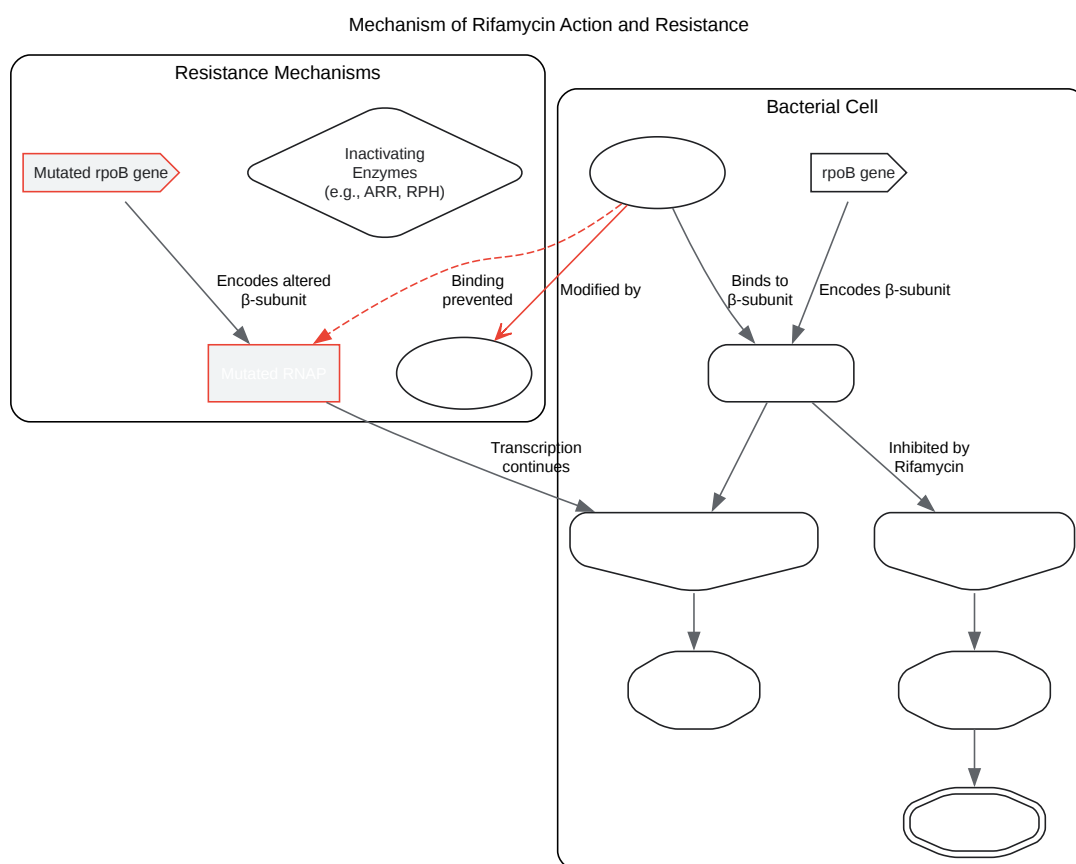 Mechanism of Rifamycin Action and Resistance
Resistance Mechanisms
Bacterial Cell
Mutated rpoB gene
Inactivating
Enzymes
(e.g., ARR, RPH)
rpoB gene
Encodes altered
β-subunit
Binding
prevented
Modified by
Binds to
β-subunit
Encodes β-subunit
Mutated RNAP
Transcription
continues
Inhibited by
Rifamycin